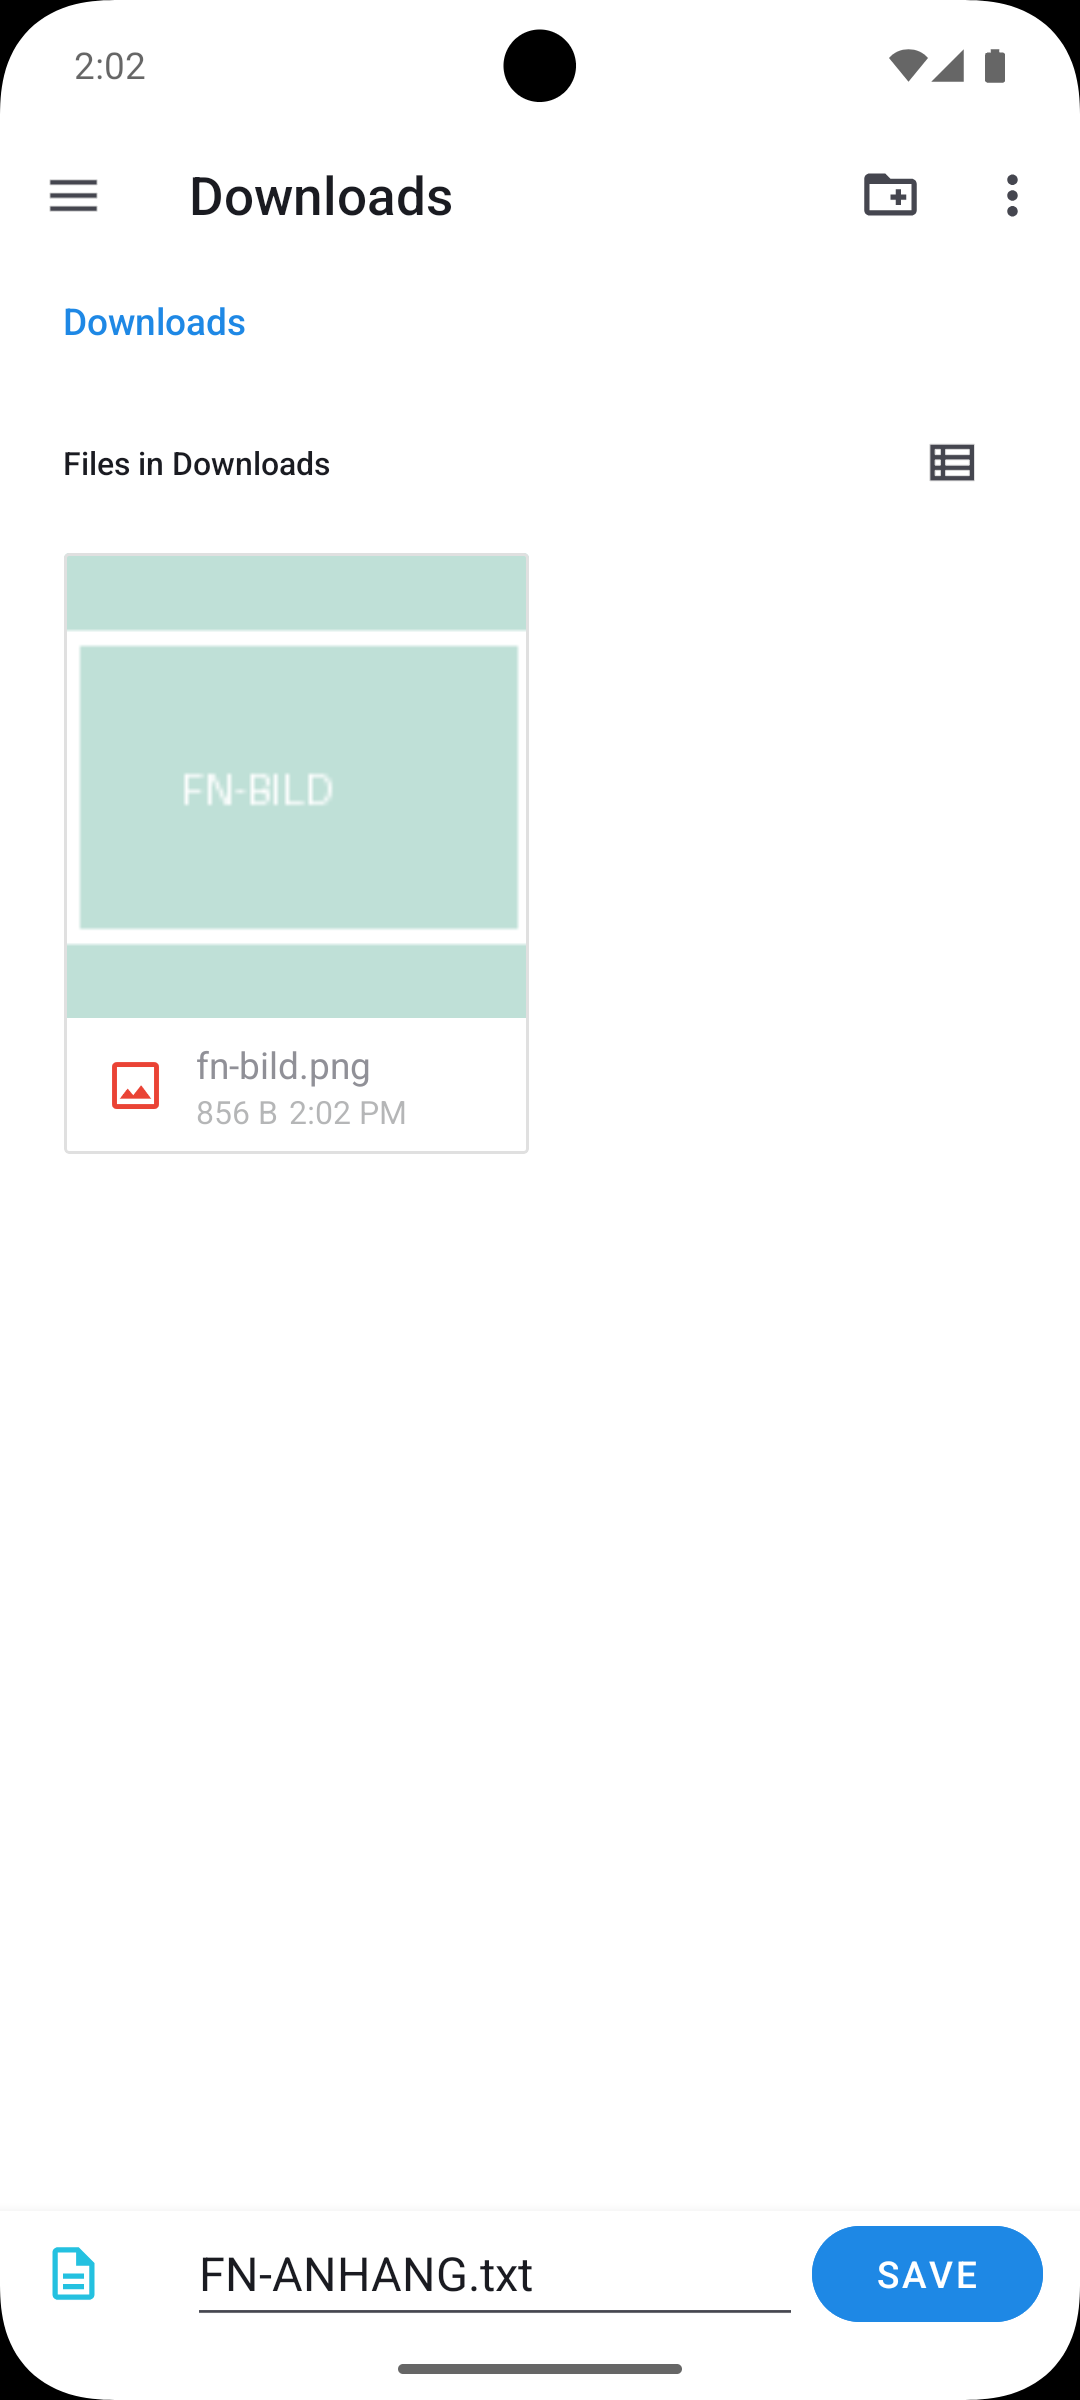 2:02
Downloads
Downloads
Files in Downloads
FN-BILD
fn-bild.png
856 B 2:02 PM
FN-ANHANG.txt
SAVE